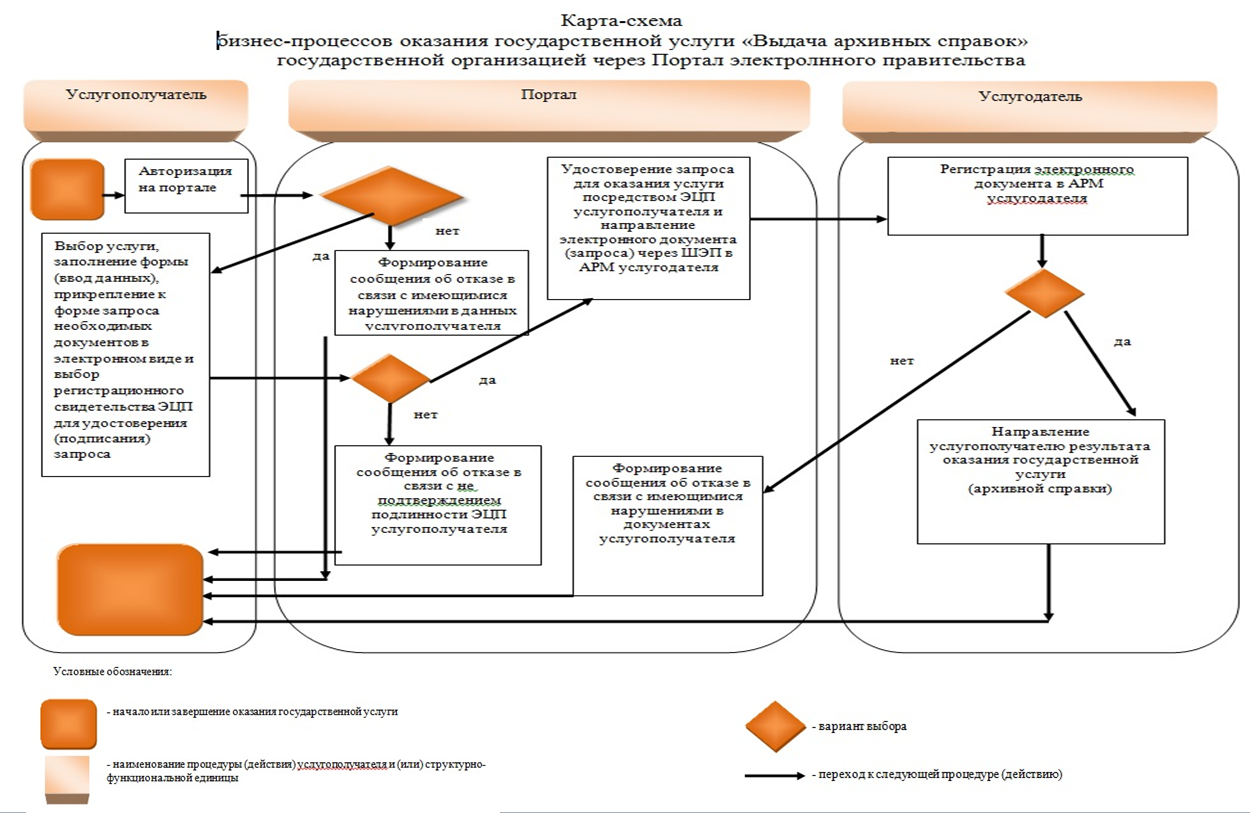 Карта-схема
бизнес-процессов оказания государственной услуги «Выдача архивных справок»
государственной организацией через Портал электролнного правительства
Услугополучатель
Портал
Услугодатель
Авторизация
на портале
Удостоверение запроса
для оказания услуги
посредством ЭЦП
услугополучателя и
направление
электронного документа
(запроса) через ШЭП в
АРМ услугодателя
Регистрация электронного
документа в АРМ
услугодателя
нет
да
Выбор услуги,
заполнение формы
(ввод данных),
прикрепление к
форме запроса
необходимых
документов в
электронном виде и
выбор
регистрационного
свидетельства ЭЦП
для удостоверения
(подписания)
запроса
Формирование
сообщения об отказе в
связи с имеющимися
нарушениями в данных
услугополучателя
да
нет
нет
да
Формирование
сообщения об отказе в
связи с не
подтверждением
подлинности ЭЦП
услугополучателя
Формирование
сообщения об отказе в
связи с имеющимися
нарушениями в
документах
услугополучателя
Направление
услугополучателю результата
оказания государственной
услуги
(архивной справки)
Условные обозначения:
- начало или завершение оказания государственной услуги
- вариант выбора
- наименование процедуры (действия) услугополучателя и (или) структурно-
функциональной единицы
- переход к следующей процедуре (действию)